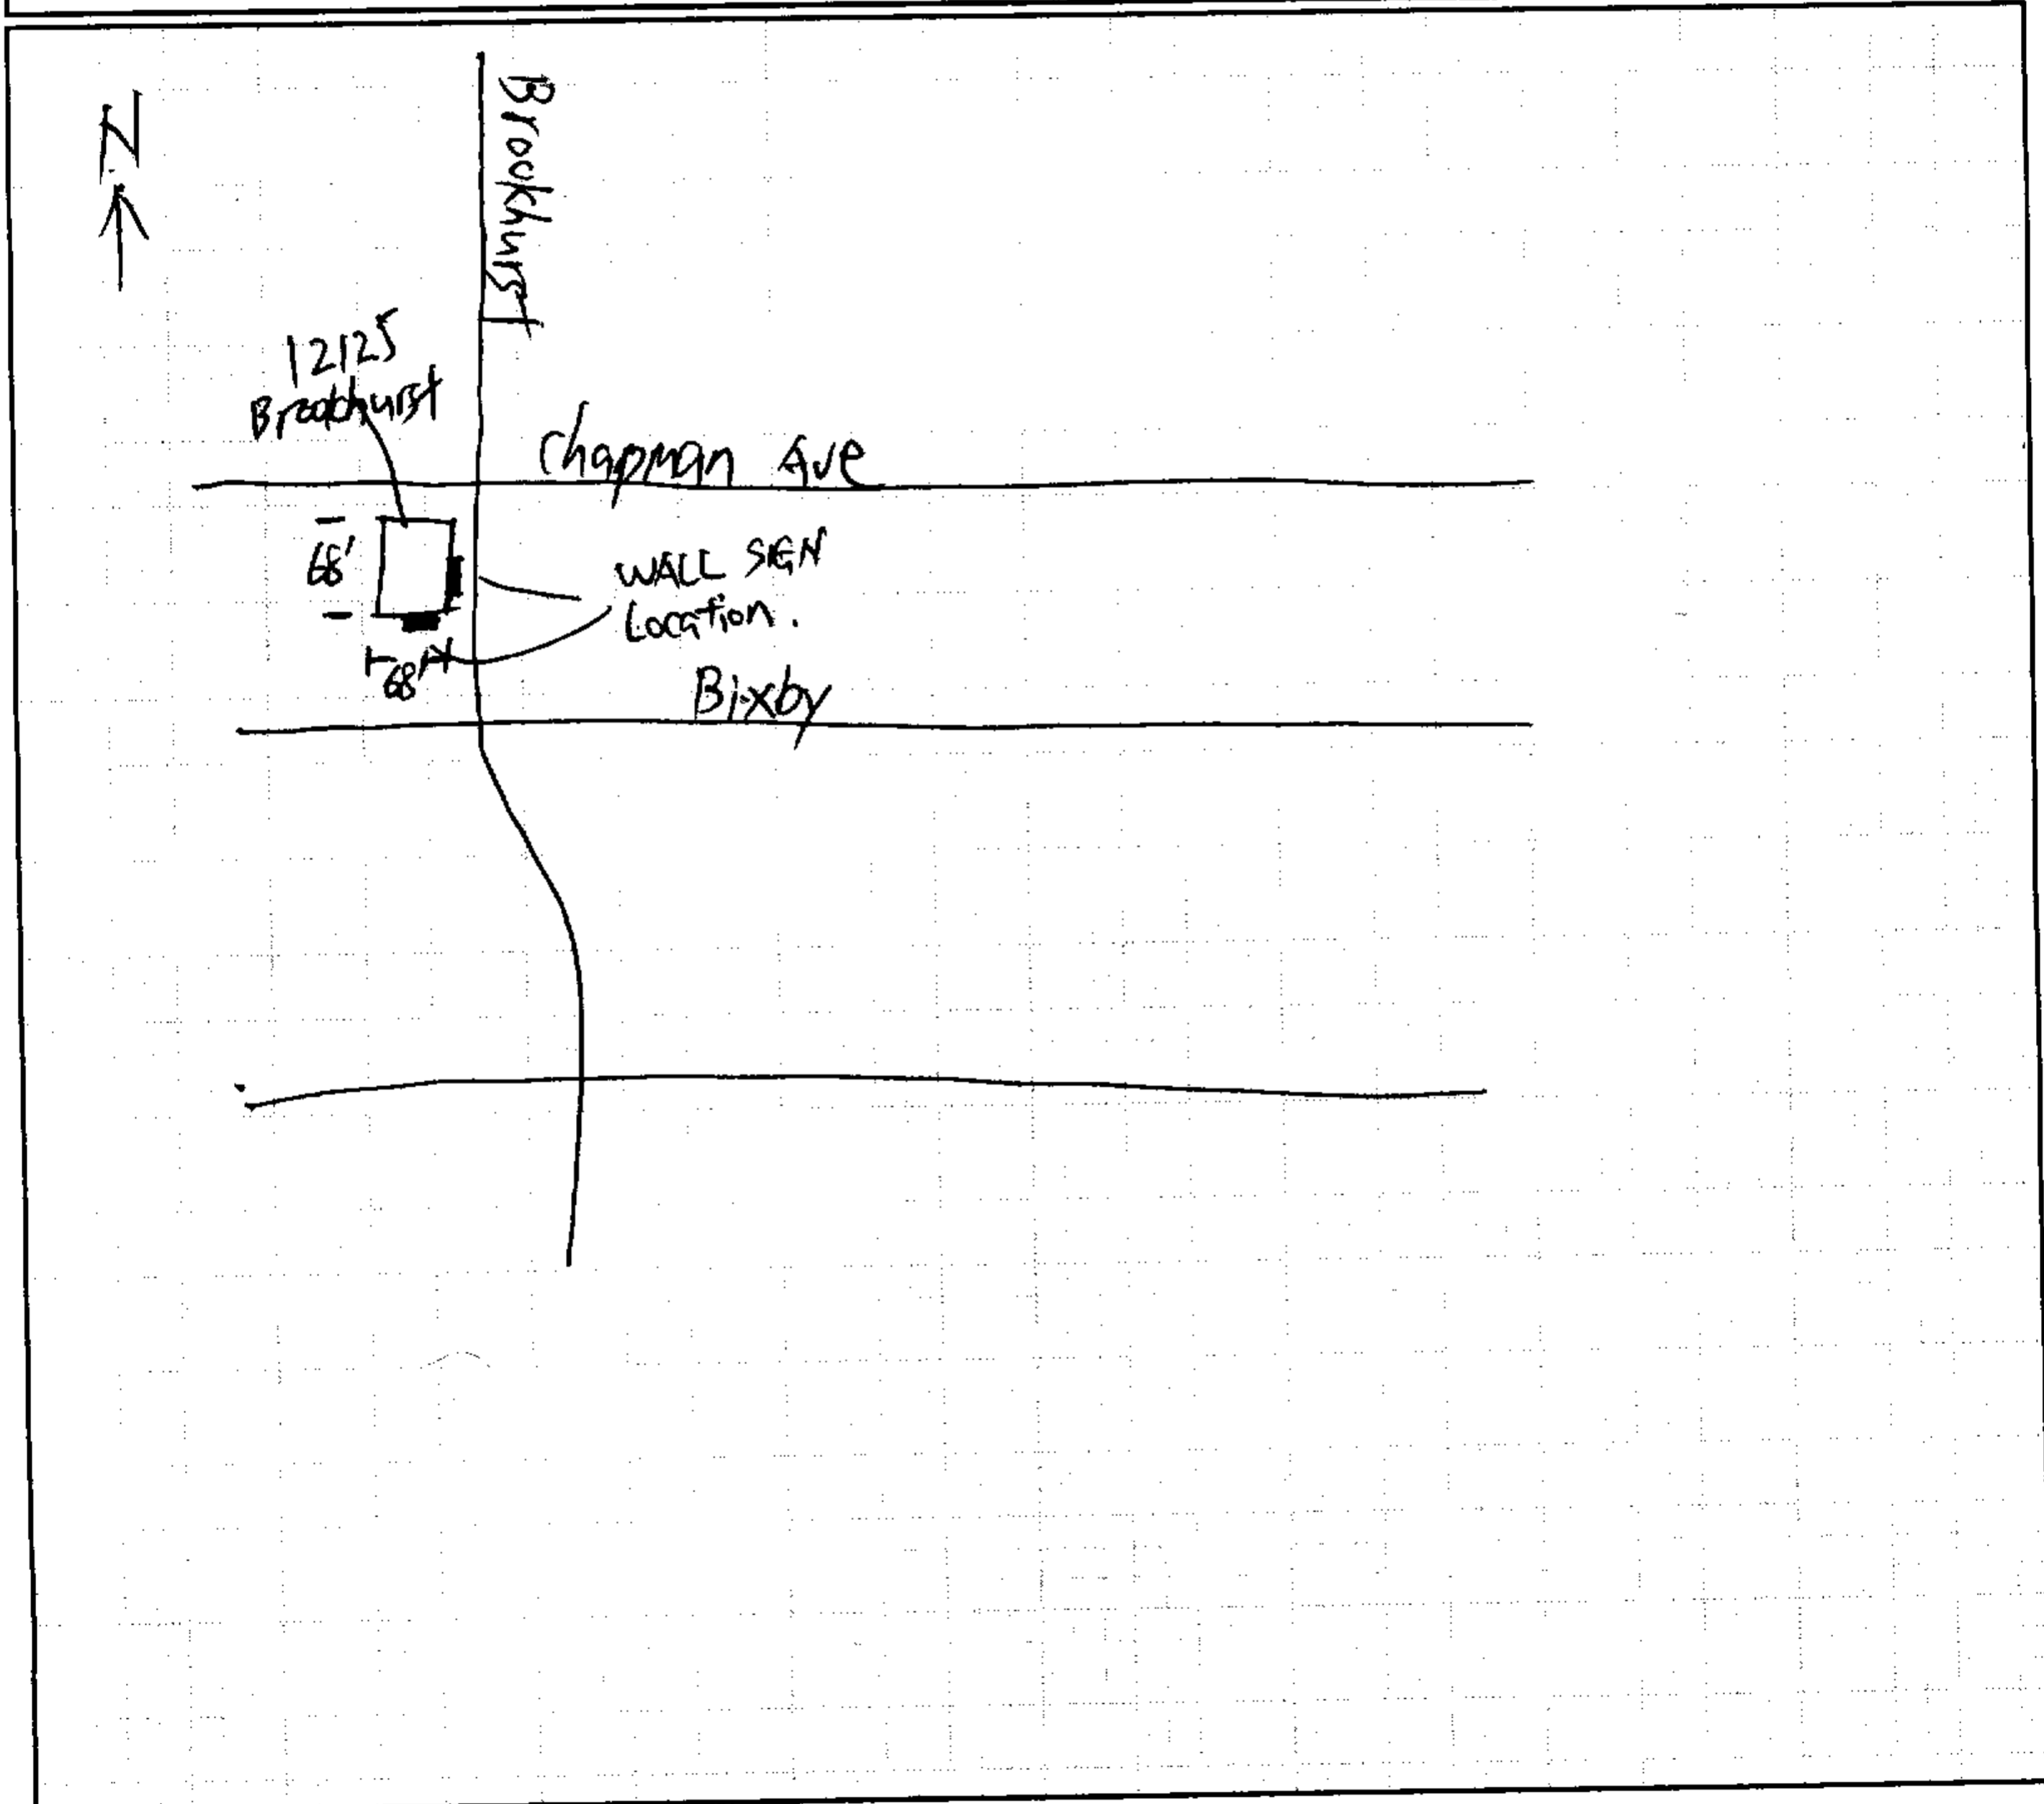 N
Brookhurst
12125
Brookhurst
Chapman Ave
68'
WALL SIGN
Location.
68'
Bixby